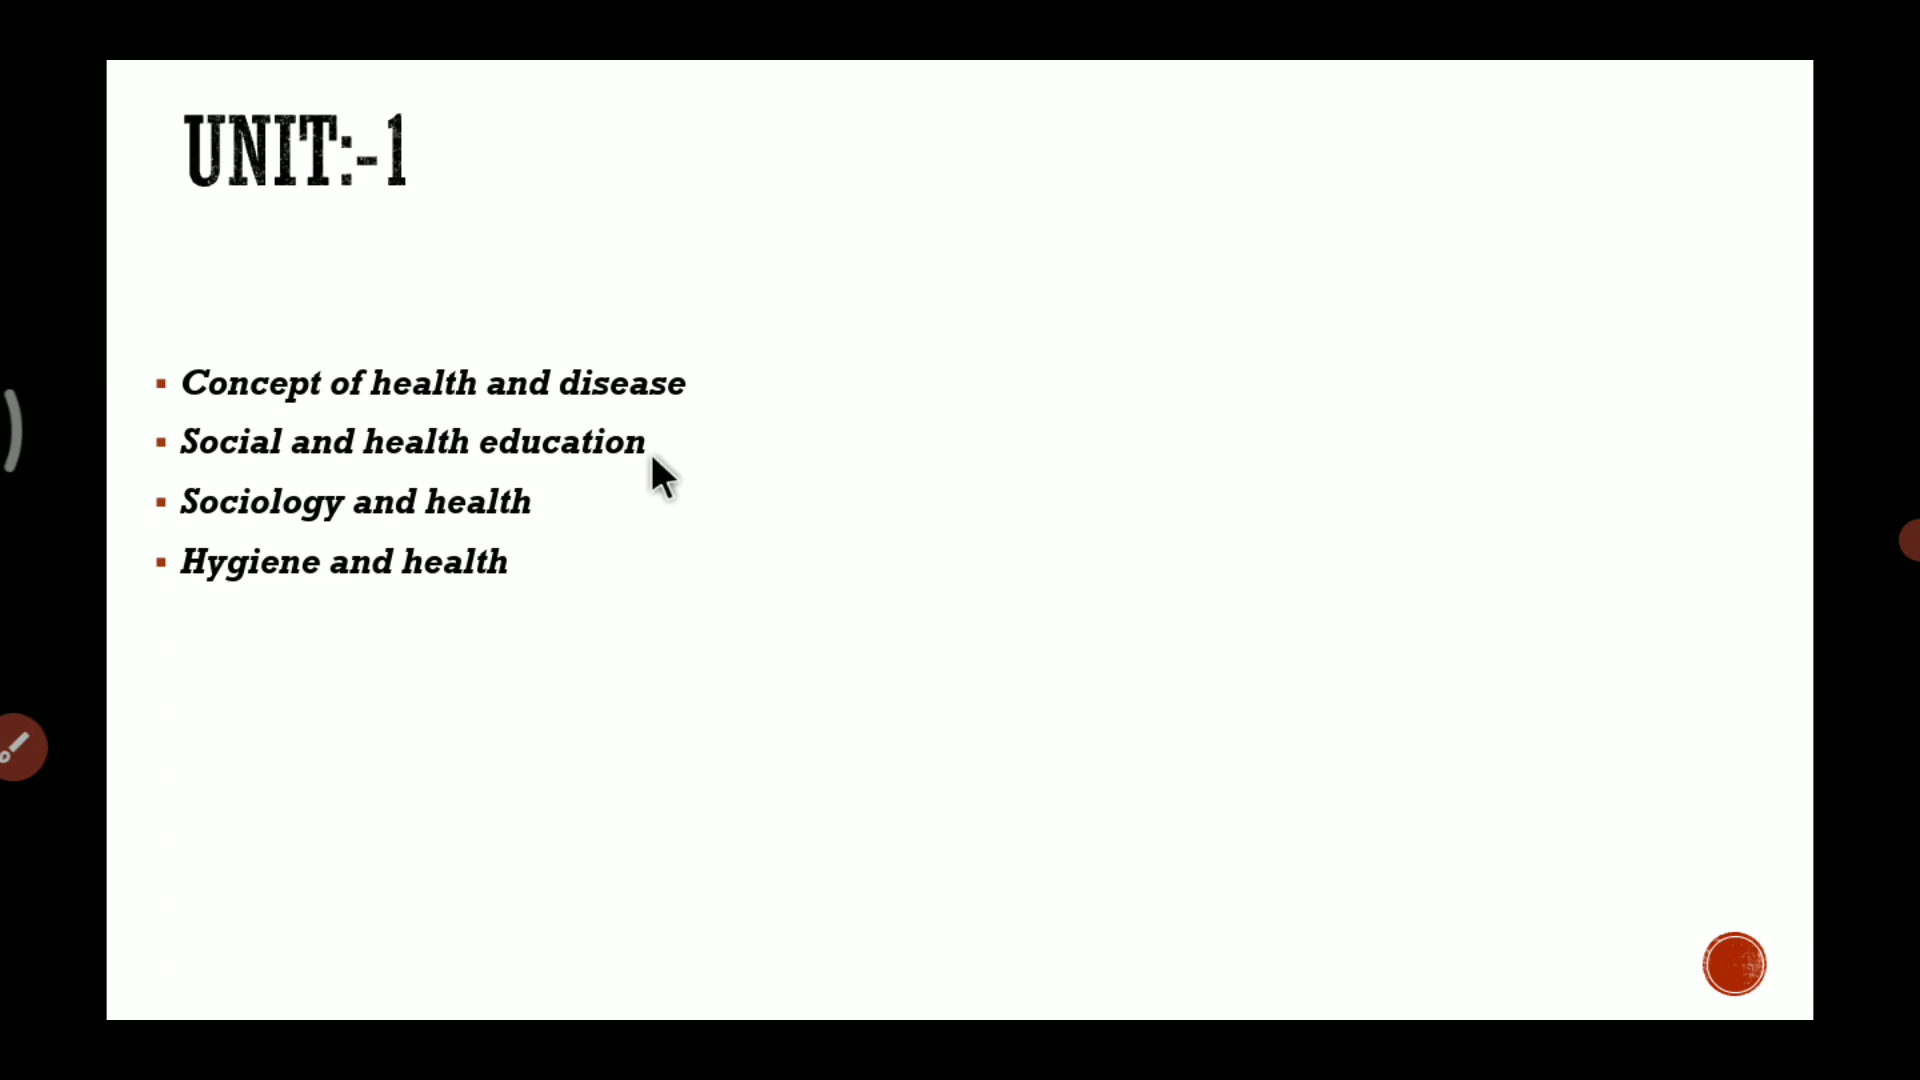 UNIT:-1
Concept of health and disease
Social and health education
Sociology and health
Hygiene and health